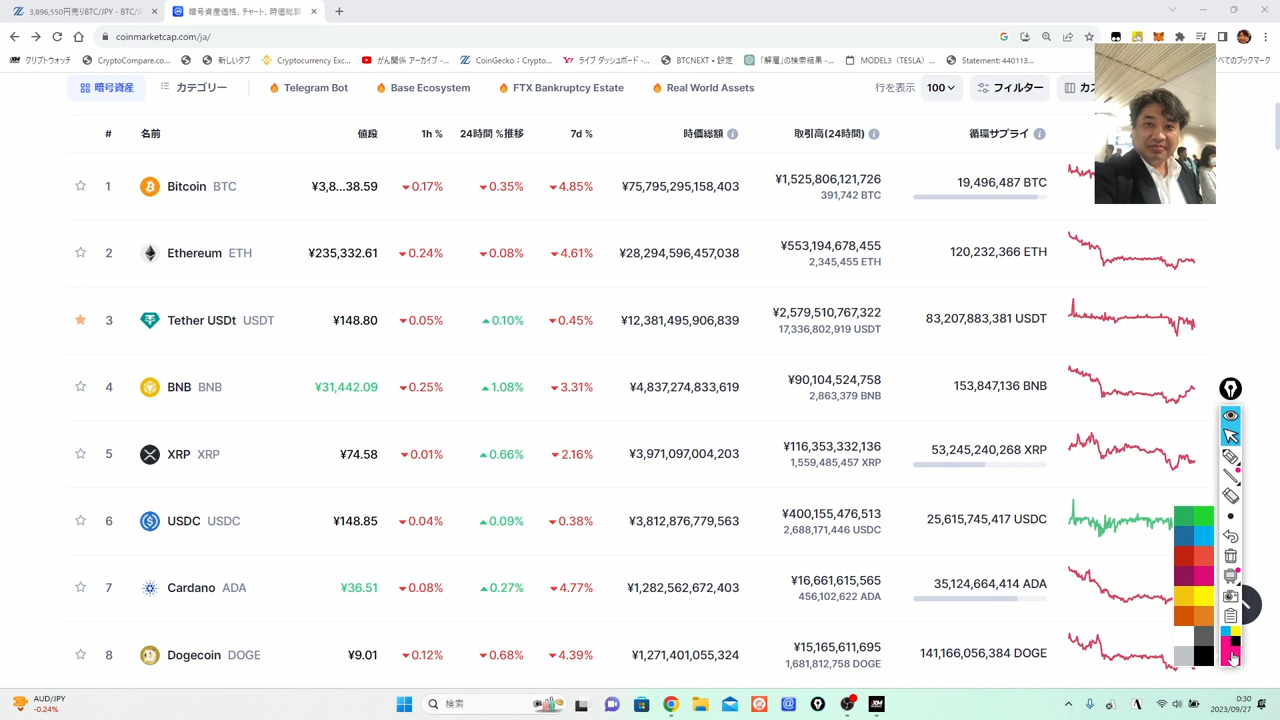 3,896,550円売りBTC/JPY - BTC/J
暗号資産価格、チャート、時価総額
coinmarketcap.com/ja/
クリプトウォッチ CryptoCompare.co... 新しいタブ Cryptocurrency Exc... がん関係 アーカイブ -... CoinGecko：Crypto... ライブ ダッシュボード -... BTCNEXT • 設定 「解雇」の検索結果 -... MODEL3（TESLA）... Statement: 440113... べてのブックマーク
暗号資産 カテゴリー Telegram Bot Base Ecosystem FTX Bankruptcy Estate Real World Assets 行を表示 100 フィルター
# 名前 値段 1h % 24時間 %推移 7d % 時価総額 取引高(24時間) 循環サプライ
1 Bitcoin BTC ¥3,8...38.59 0.17% 0.35% 4.85% ¥75,795,295,158,403 ¥1,525,806,121,726 19,496,487 BTC
391,742 BTC
2 Ethereum ETH ¥235,332.61 0.24% 0.08% 4.61% ¥28,294,596,457,038 ¥553,194,678,455 120,232,366 ETH
2,345,455 ETH
3 Tether USDt USDT ¥148.80 0.05% 0.10% 0.45% ¥12,381,495,906,839 ¥2,579,510,767,322 83,207,883,381 USDT
17,336,802,919 USDT
4 BNB BNB ¥31,442.09 0.25% 1.08% 3.31% ¥4,837,274,833,619 ¥90,104,524,758 153,847,136 BNB
2,863,379 BNB
5 XRP XRP ¥74.58 0.01% 0.66% 2.16% ¥3,971,097,004,203 ¥116,353,332,136 53,245,240,268 XRP
1,559,485,457 XRP
6 USDC USDC ¥148.85 0.04% 0.09% 0.38% ¥3,812,876,779,563 ¥400,155,476,513 25,615,745,417 USDC
2,688,171,446 USDC
7 Cardano ADA ¥36.51 0.08% 0.27% 4.77% ¥1,282,562,672,403 ¥16,661,615,565 35,124,664,414 ADA
456,102,622 ADA
8 Dogecoin DOGE ¥9.01 0.12% 0.68% 4.39% ¥1,271,401,055,324 ¥15,165,611,695 141,166,056,384 DOGE
1,681,812,758 DOGE
AUD/JPY
-0.24%
検索
A
0:30
2023/09/27